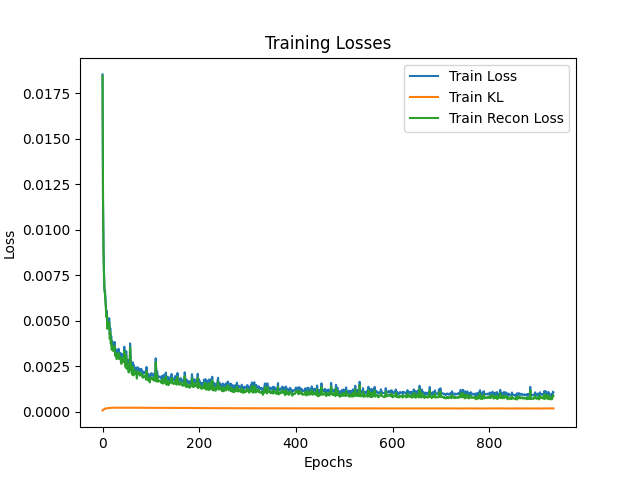 Training Losses
Train Loss
Train KL
Train Recon Loss
0.0175
0.0150
0.0125
0.0100
0.0075
0.0050
0.0025
0.0000
Loss
0
200
400
600
800
Epochs